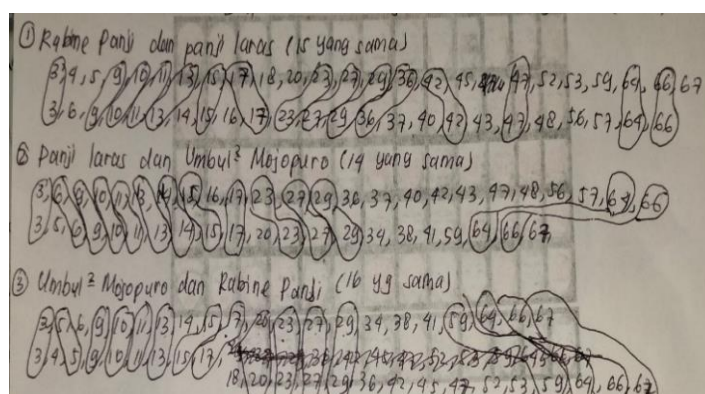 ① Rabine Panji dan panji laras (15 yang sama)
3, 4, 5, 9, 10, 11, 13, 15, 17, 18, 20, 23, 27, 29, 36, 42, 45, 47, 52, 53, 59, 64, 66, 67
3, 6, 9, 10, 11, 13, 14, 15, 16, 17, 23, 27, 29, 36, 37, 40, 42, 43, 47, 48, 56, 57, 64, 66
② Panji laras dan Umbul² Mojopuro (14 yang sama)
3, 6, 9, 10, 11, 13, 14, 15, 16, 17, 23, 27, 29, 36, 37, 40, 42, 43, 47, 48, 56, 57, 64, 66
3, 5, 6, 9, 10, 11, 13, 14, 15, 17, 20, 23, 27, 29, 34, 38, 41, 59, 64, 66, 67,
③ Umbul² Mojopuro dan Rabine Panji (16 yg sama)
3, 5, 6, 9, 10, 11, 13, 14, 15, 17, 20, 23, 27, 29, 34, 38, 41, 59, 64, 66, 67
3, 4, 5, 9, 10, 11, 13, 15, 17,
18, 20, 23, 27, 29, 36, 42, 45, 47, 52, 53, 59, 64, 66, 67